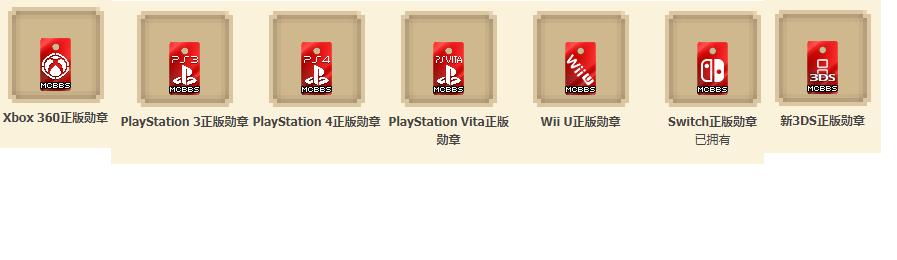 MCBBS
PS3
MCBBS
PS4
MCBBS
PSVITA
MCBBS
Wii U
MCBBS
MCBBS
3DS
MCBBS
Xbox 360正版勋章
PlayStation 3正版勋章
PlayStation 4正版勋章
PlayStation Vita正版
勋章
Wii U正版勋章
Switch正版勋章
已拥有
新3DS正版勋章